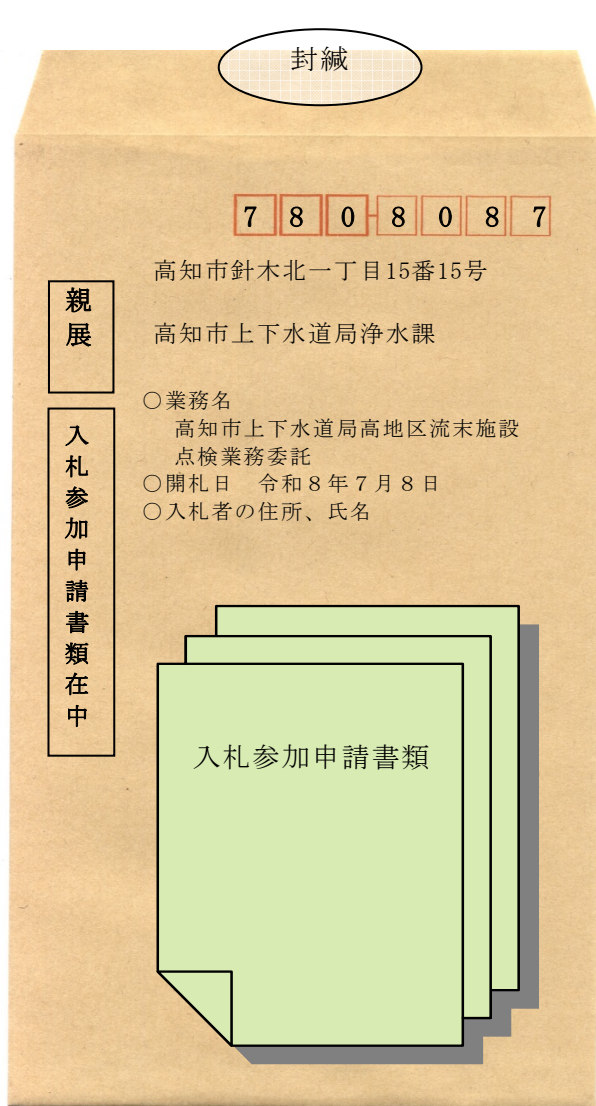 封緘
780-8087
高知市針木北一丁目15番15号
高知市上下水道局浄水課
親展
入札参加申請書類在中
○業務名
高知市上下水道局高地区流末施設
点検業務委託
○開札日　令和８年７月８日
○入札者の住所、氏名
入札参加申請書類